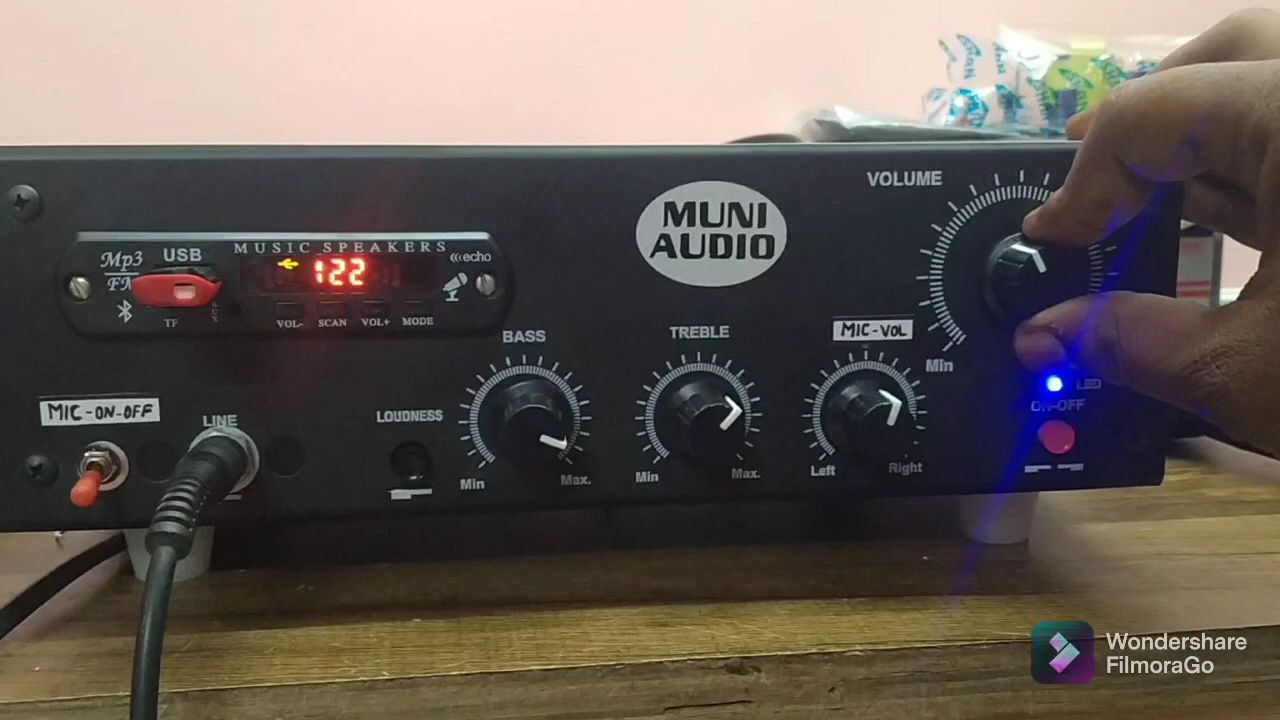 VOLUME
MUNI
AUDIO
MUSIC SPEAKERS
Mp3
FM
USB
122
echo
TF
VOL-
SCAN
VOL+
MODE
BASS
TREBLE
MIC-VOL
Min
LED
ON-OFF
MIC-ON-OFF
LINE
LOUDNESS
Min
Max.
Min
Max.
Left
Right
Wondershare
FilmoraGo